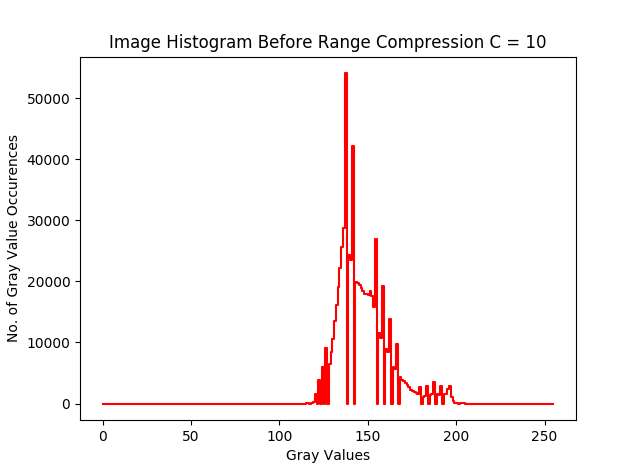 Image Histogram Before Range Compression C = 10
No. of Gray Value Occurences
50000
40000
30000
20000
10000
0
0 50 100 150 200 250
Gray Values